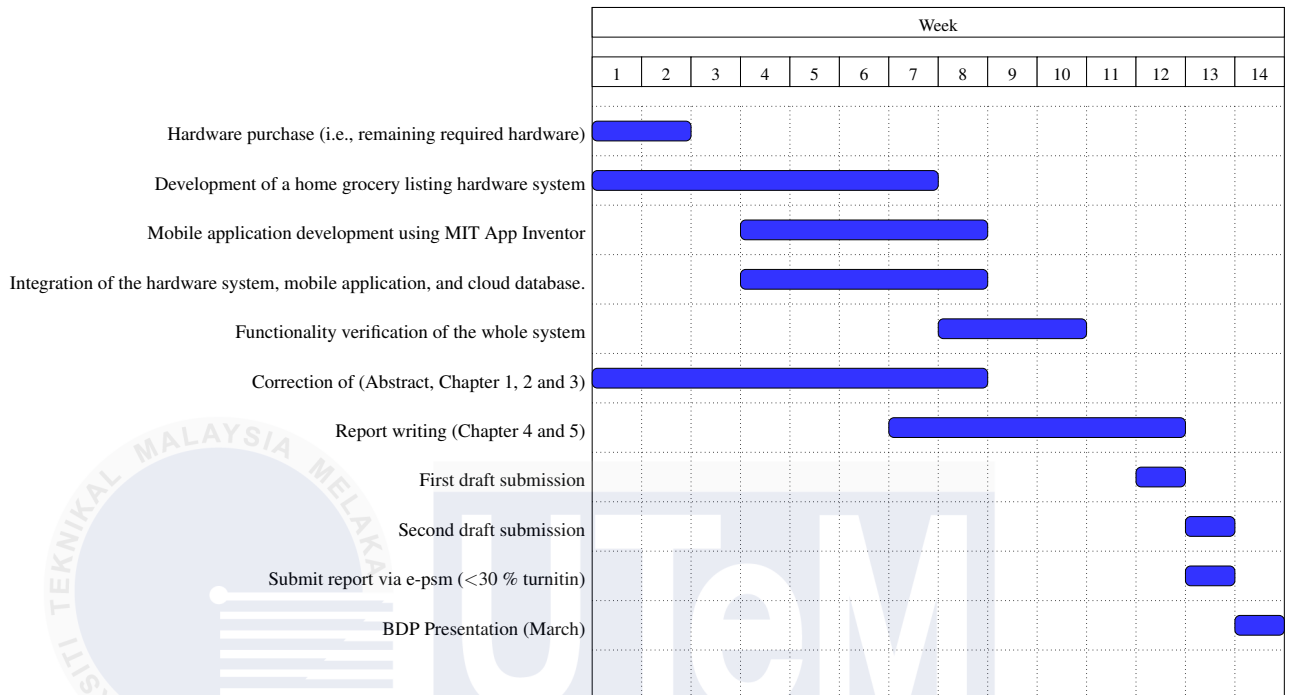 Week
1 2 3 4 5 6 7 8 9 10 11 12 13 14
Hardware purchase (i.e., remaining required hardware)
Development of a home grocery listing hardware system
Mobile application development using MIT App Inventor
Integration of the hardware system, mobile application, and cloud database.
Functionality verification of the whole system
Correction of (Abstract, Chapter 1, 2 and 3)
Report writing (Chapter 4 and 5)
First draft submission
Second draft submission
Submit report via e-psm (<30 % turnitin)
BDP Presentation (March)
TEKNIKAL MALAYSIA MELAKA
UTeM